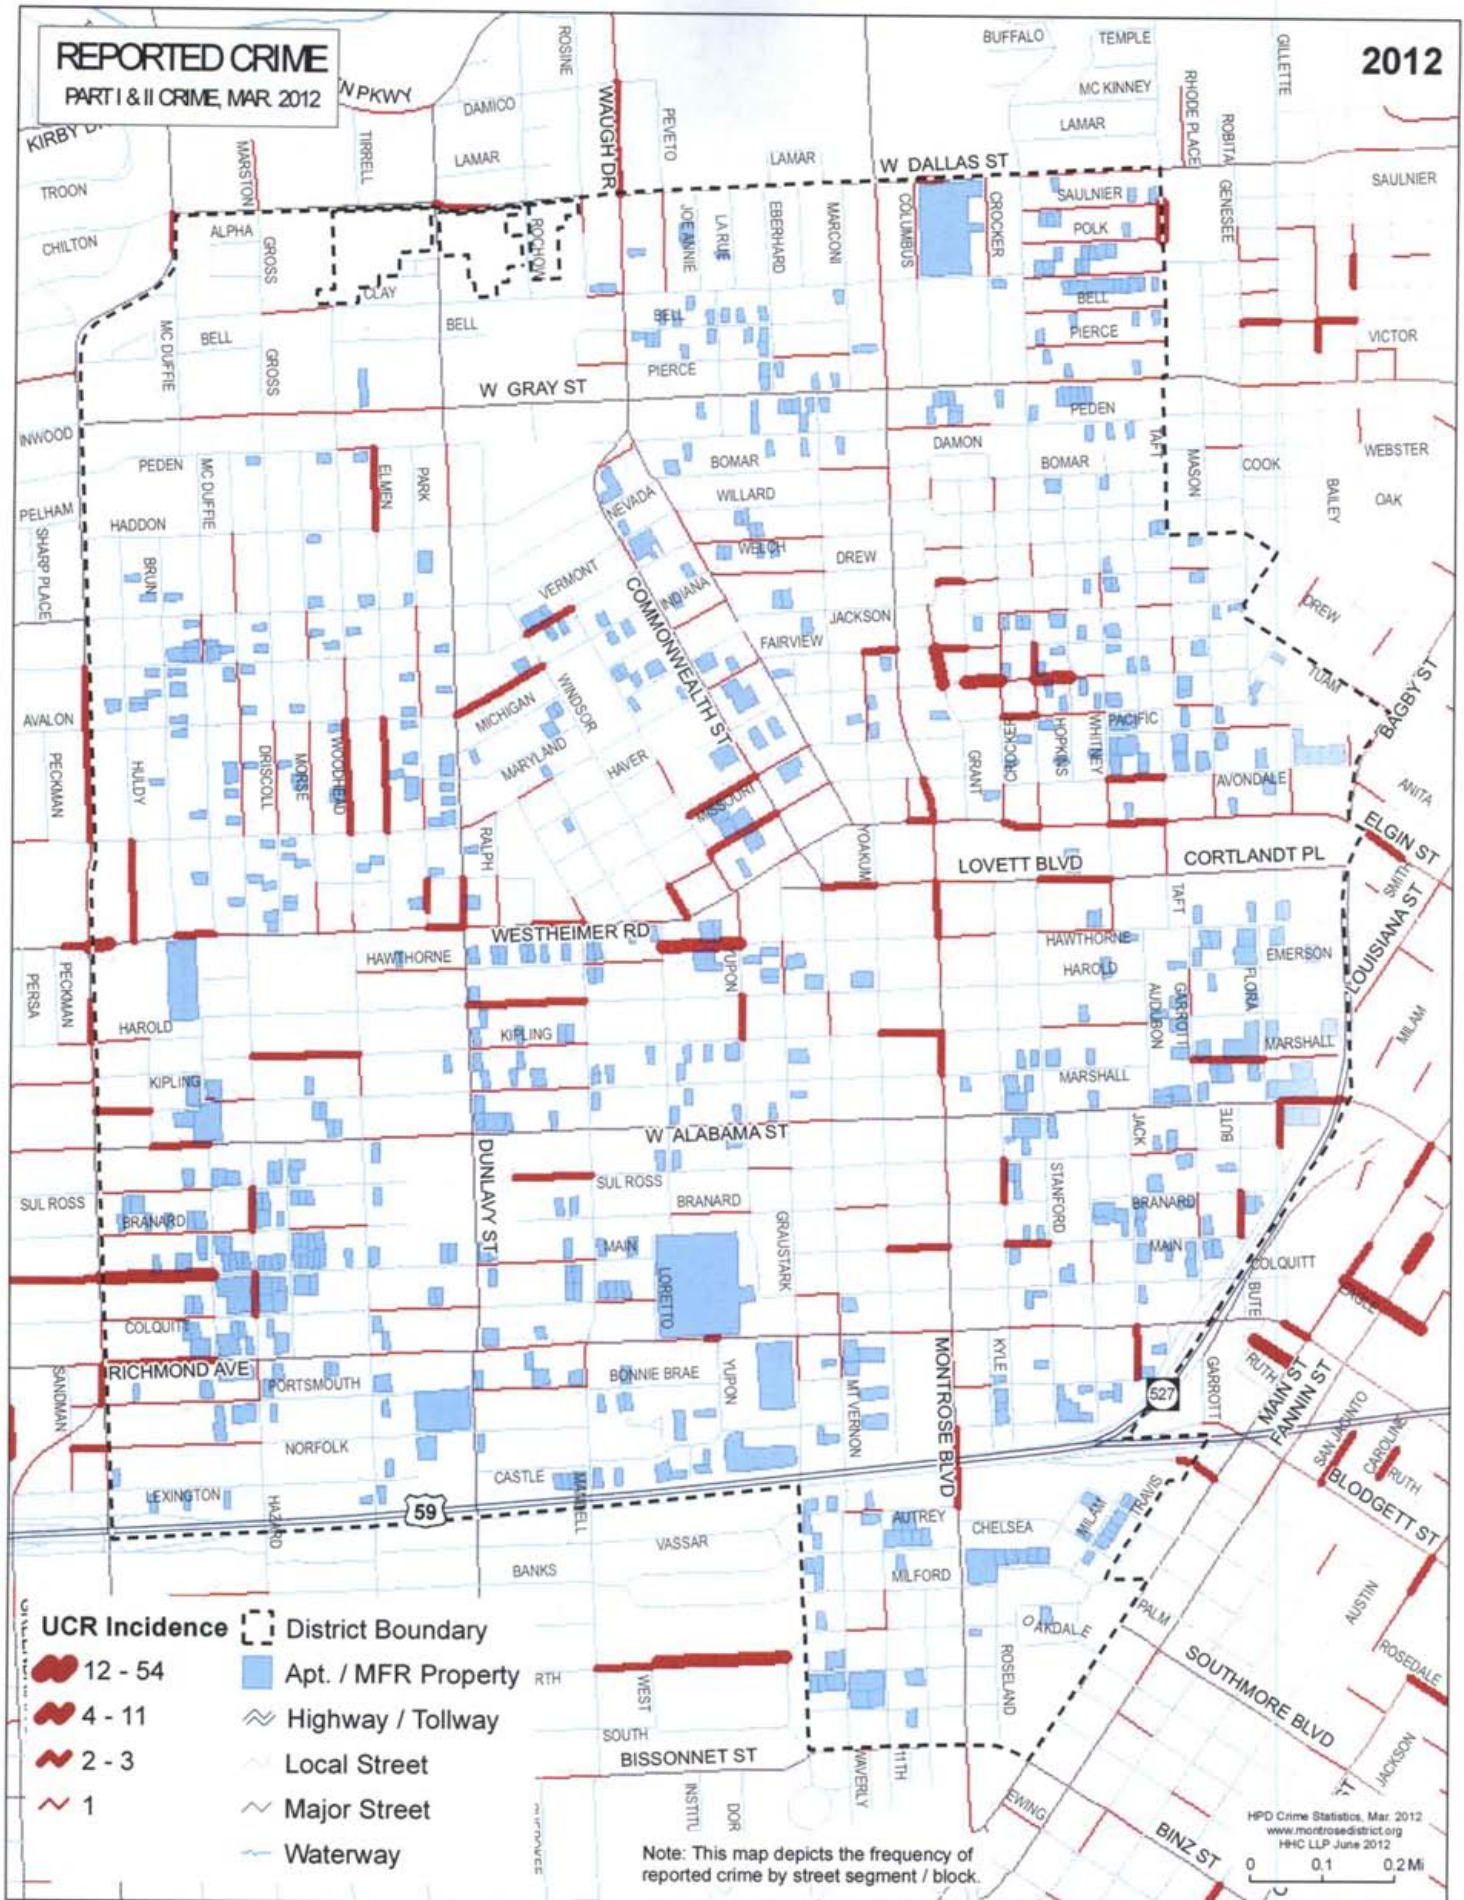 REPORTED CRIME
PART I & II CRIME, MAR. 2012
2012
N PKWY
KIRBY
ROSINE
DAMICO
WAUGH DR
PEVETO
BUFFALO
TEMPLE
MC KINNEY
LAMAR
GILLETTE
RHODE PLACE
ROBITA
TROON
MARSTON
TIRRELL
LAMAR
LAMAR
W DALLAS ST
SAULNIER
CHILTON
ALPHA
GROSS
ROCHOW
JOE ANNIE
LA RUE
EBERHARD
MARCONI
COLUMBUS
CROCKER
SAULNIER
POLK
GENESEE
CLAY
BELL
BELL
BELL
BELL
MC DUFFIE
GROSS
PIERCE
PIERCE
VICTOR
W GRAY ST
INWOOD
PEDEN
MC DUFFIE
ELMEN
PARK
BOMAR
DAMON
PEDEN
BOMAR
TAFT
MASON
COOK
WEBSTER
PELHAM
HADDON
NEVADA
WILLARD
BAILEY
OAK
SHARP PLACE
BRUN
VERMONT
WELCH
DREW
INDIANA
COMMONWEALTH ST
JACKSON
FAIRVIEW
DREW
TUAM
BAGBY ST
AVALON
MICHIGAN
WINDSOR
MARYLAND
HAVER
PACIFIC
PECKMAN
HULDY
DRISCOLL
MORSE
WOODHEAD
MISSOURI
GRANT
CROCKER
HOPKINS
WHITNEY
AVONDALE
ANITA
RALPH
YOAKUM
LOVETT BLVD
CORTLANDT PL
ELGIN ST
SMITH
LOUISIANA ST
TAFT
WESTHEIMER RD
HAWTHORNE
HAWTHORNE
YUPON
HAROLD
EMERSON
PERSA
PECKMAN
HAROLD
KIPLING
AUDUBON
GARROTT
FLORA
MILAM
KIPLING
MARSHALL
MARSHALL
W ALABAMA ST
JACK
BUTE
DUNLAVY ST
SUL ROSS
SUL ROSS
BRANARD
BRANARD
GRAUSTARK
STANFORD
BRANARD
MAIN
MAIN
LORETTO
COLQUITT
BUTE
EAGLE
COLQUITT
RICHMOND AVE
SANDMAN
PORTSMOUTH
BONNIE BRAE
YUPON
MT VERNON
MONTROSE BLVD
KYLE
527
GARROTT
RUTH
MAIN ST
FANNIN ST
SAN JACINTO
CAROLINE
RUTH
NORFOLK
CASTLE
MANDELL
LEXINGTON
HAZARD
59
BLODGETT ST
VASSAR
BANKS
AUTREY
CHELSEA
MILAM
TRAVIS
MILFORD
OAKDALE
PALM
AUSTIN
ROSEDALE
UCR Incidence
12 - 54
4 - 11
2 - 3
1
District Boundary
Apt. / MFR Property
Highway / Tollway
Local Street
Major Street
Waterway
RTH
WEST
SOUTH
BISSONNET ST
ROSELAND
SOUTHMORE BLVD
WAVERLY
11TH
JACKSON
INSTITU
DOR
EWING
BINZ ST
ST
Note: This map depicts the frequency of
reported crime by street segment / block.
HPD Crime Statistics, Mar. 2012
www.montrosedistrict.org
HHC LLP June 2012
0 0.1 0.2 Mi